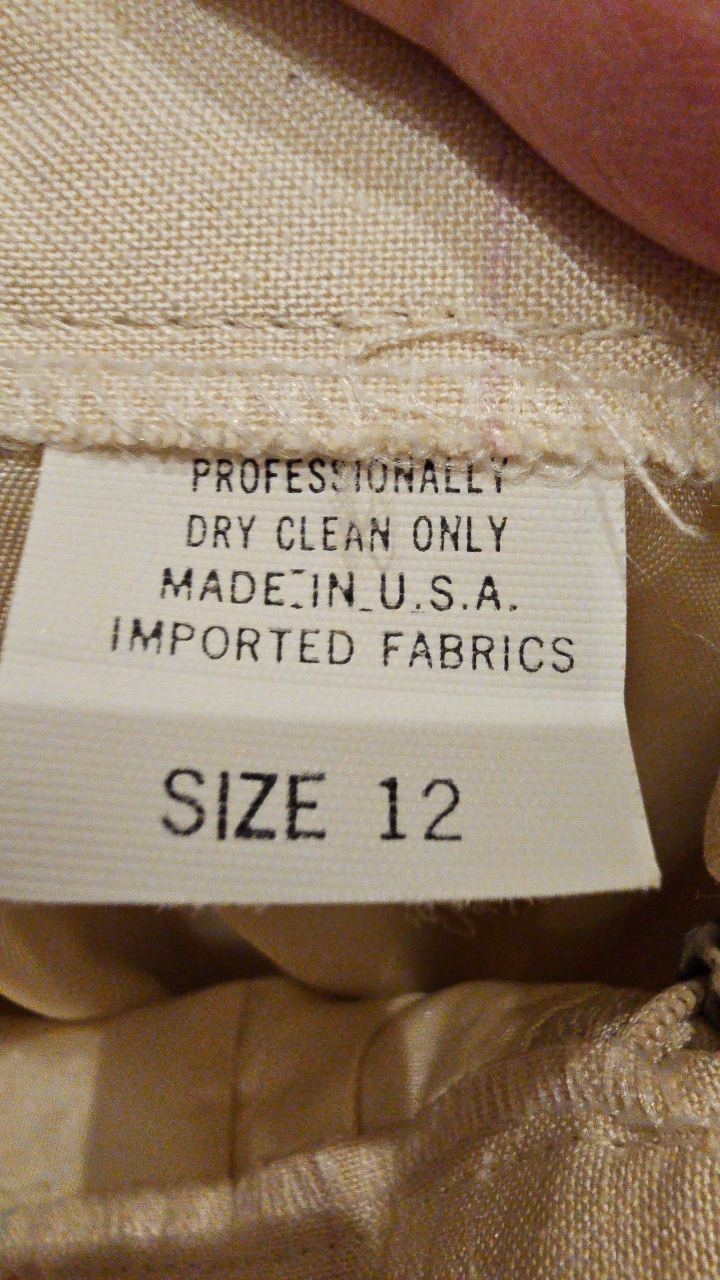 PROFESSIONALLY
DRY CLEAN ONLY
MADE IN U.S.A.
IMPORTED FABRICS
SIZE 12